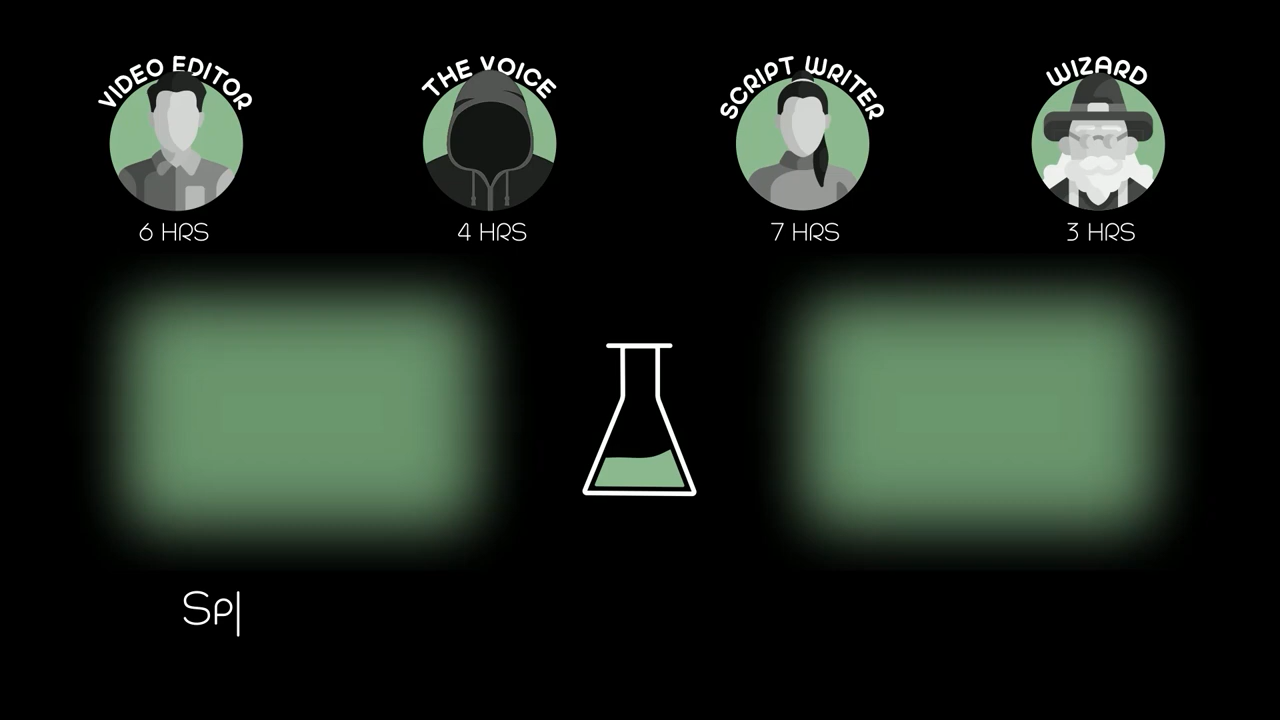 VIDEO EDITOR
THE VOICE
SCRIPT WRITER
WIZARD
6 HRS
4 HRS
7 HRS
3 HRS
Sp